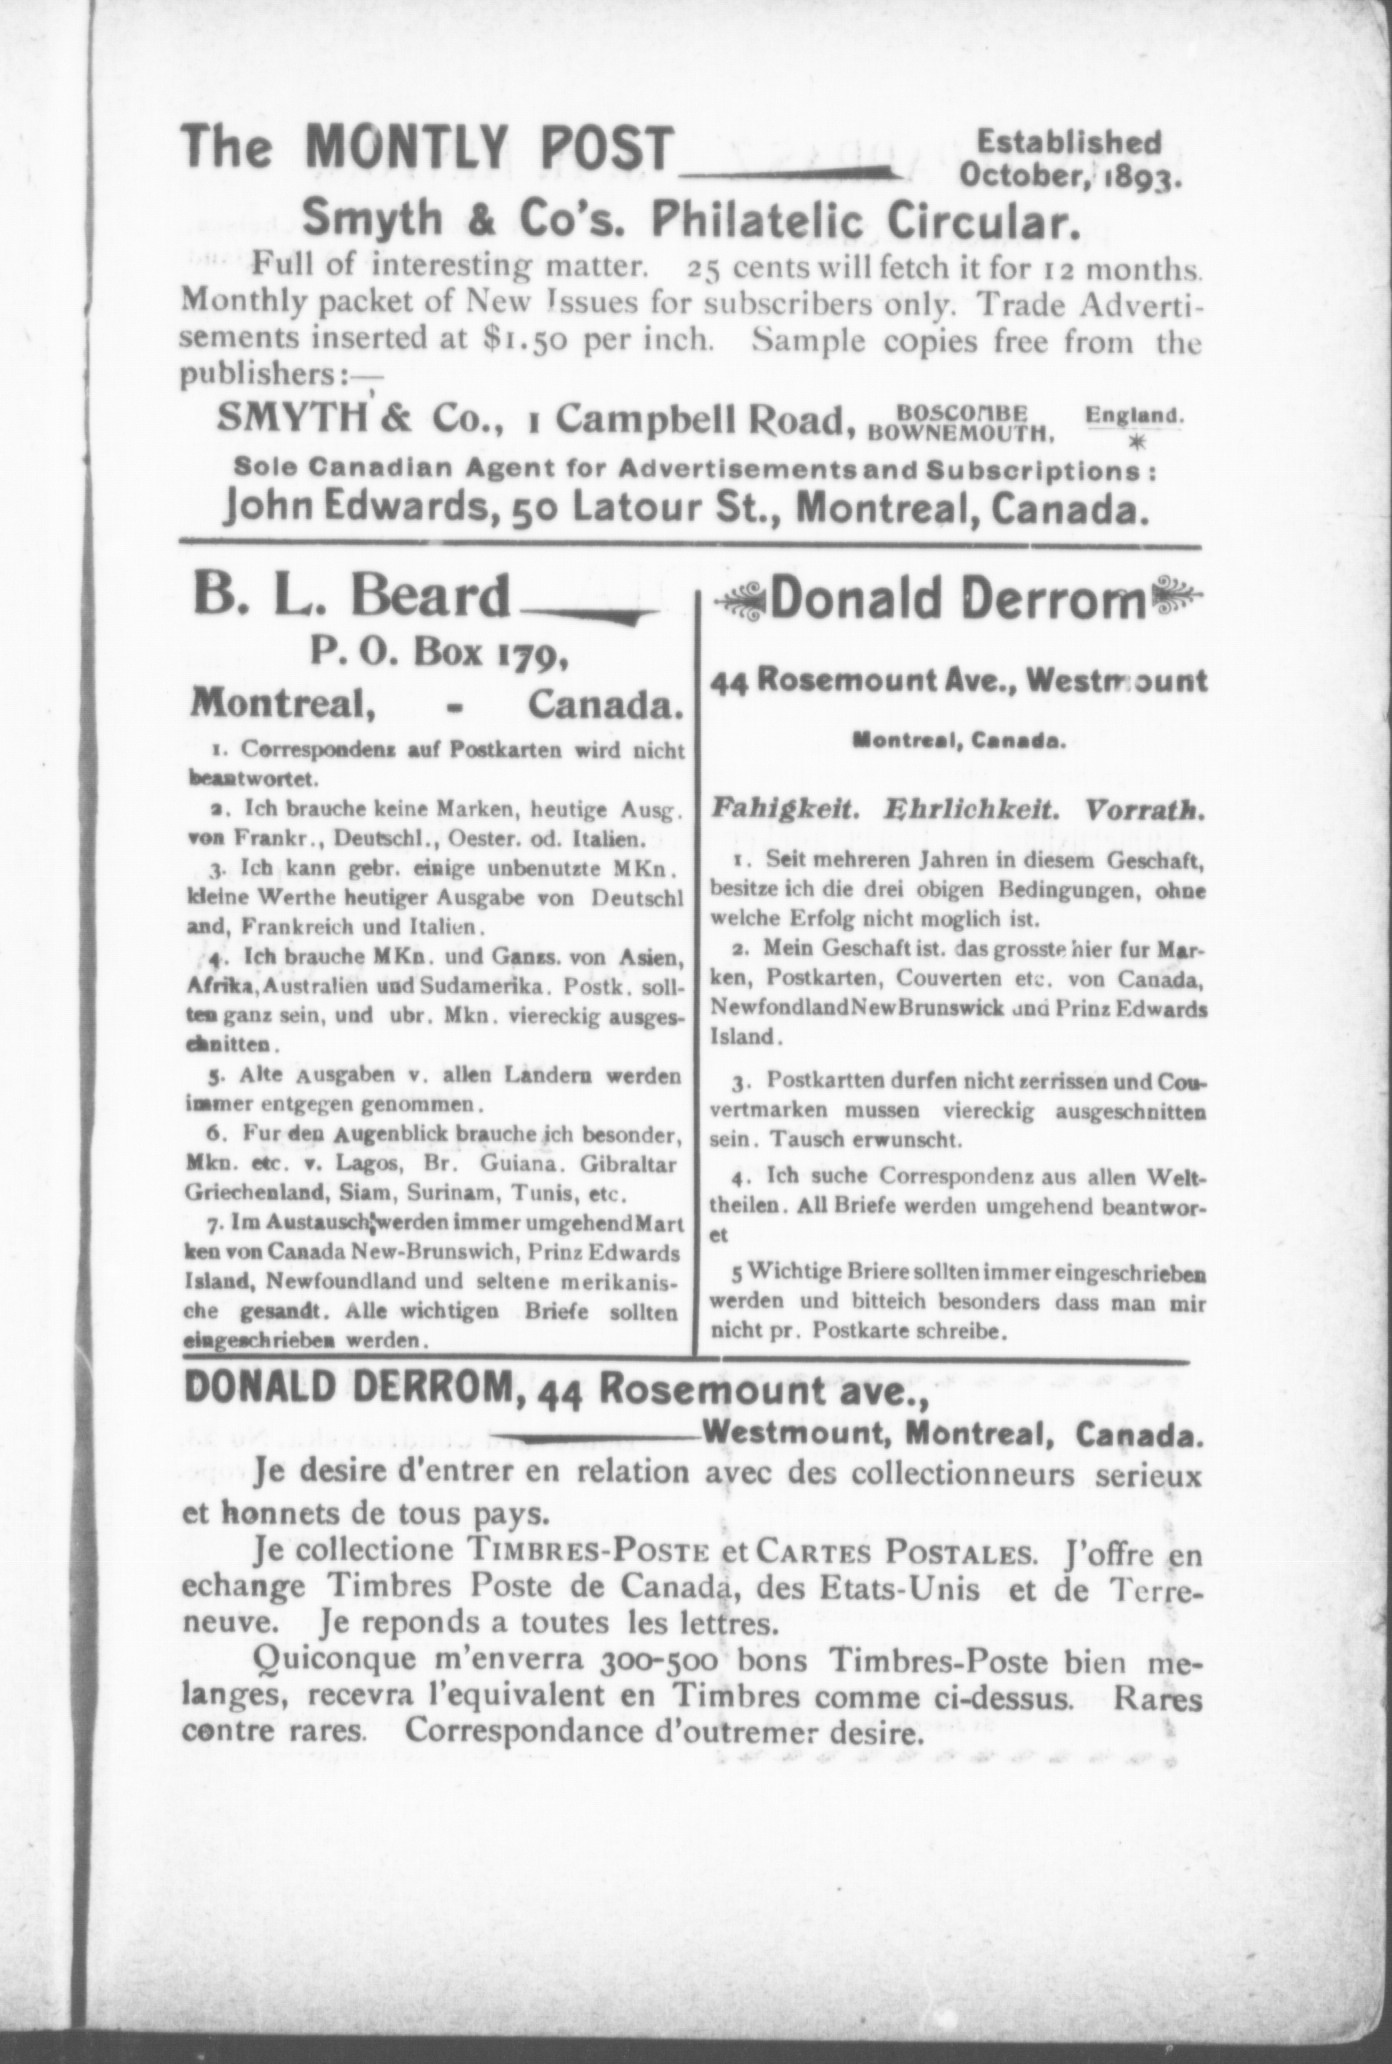 The MONTLY POST
Established
October, 1893.
Smyth & Co's. Philatelic Circular.
Full of interesting matter. 25 cents will fetch it for 12 months.
Monthly packet of New Issues for subscribers only. Trade Adverti-
sements inserted at $1.50 per inch. Sample copies free from the
publishers:—
SMYTH & Co., 1 Campbell Road, BOSCOMBE BOWNEMOUTH, England.
Sole Canadian Agent for Advertisements and Subscriptions:
John Edwards, 50 Latour St., Montreal, Canada.
B. L. Beard
P. O. Box 179,
Montreal, - Canada.
1. Correspondenz auf Postkarten wird nicht
beantwortet.
2. Ich brauche keine Marken, heutige Ausg.
von Frankr., Deutschl., Oester. od. Italien.
3. Ich kann gebr. einige unbenutzte MKn.
kleine Werthe heutiger Ausgabe von Deutschl
and, Frankreich und Italien.
4. Ich brauche MKn. und Ganzs. von Asien,
Afrika, Australien und Sudamerika. Postk. soll-
ten ganz sein, und ubr. Mkn. viereckig ausges-
chnitten.
5. Alte Ausgaben v. allen Landern werden
immer entgegen genommen.
6. Fur den Augenblick brauche ich besonder,
Mkn. etc. v. Lagos, Br. Guiana. Gibraltar
Griechenland, Siam, Surinam, Tunis, etc.
7. Im Austausch werden immer umgehend Mart
ken von Canada New-Brunswich, Prinz Edwards
Island, Newfoundland und seltene merikanis-
che gesandt. Alle wichtigen Briefe sollten
eingeschrieben werden.
Donald Derrom
44 Rosemount Ave., Westmount
Montreal, Canada.
Fahigkeit. Ehrlichkeit. Vorrath.
1. Seit mehreren Jahren in diesem Geschaft,
besitze ich die drei obigen Bedingungen, ohne
welche Erfolg nicht moglich ist.
2. Mein Geschaft ist. das grosste hier fur Mar-
ken, Postkarten, Couverten etc. von Canada,
Newfondland New Brunswick und Prinz Edwards
Island.
3. Postkartten durfen nicht zerrissen und Cou-
vertmarken mussen viereckig ausgeschnitten
sein. Tausch erwunscht.
4. Ich suche Correspondenz aus allen Welt-
theilen. All Briefe werden umgehend beantwor-
et
5 Wichtige Briere sollten immer eingeschrieben
werden und bitteich besonders dass man mir
nicht pr. Postkarte schreibe.
DONALD DERROM, 44 Rosemount ave.,
Westmount, Montreal, Canada.
Je desire d'entrer en relation avec des collectionneurs serieux
et honnets de tous pays.
Je collectione TIMBRES-POSTE et CARTES POSTALES. J'offre en
echange Timbres Poste de Canada, des Etats-Unis et de Terre-
neuve. Je reponds a toutes les lettres.
Quiconque m'enverra 300-500 bons Timbres-Poste bien me-
langes, recevra l'equivalent en Timbres comme ci-dessus. Rares
contre rares. Correspondance d'outremer desire.